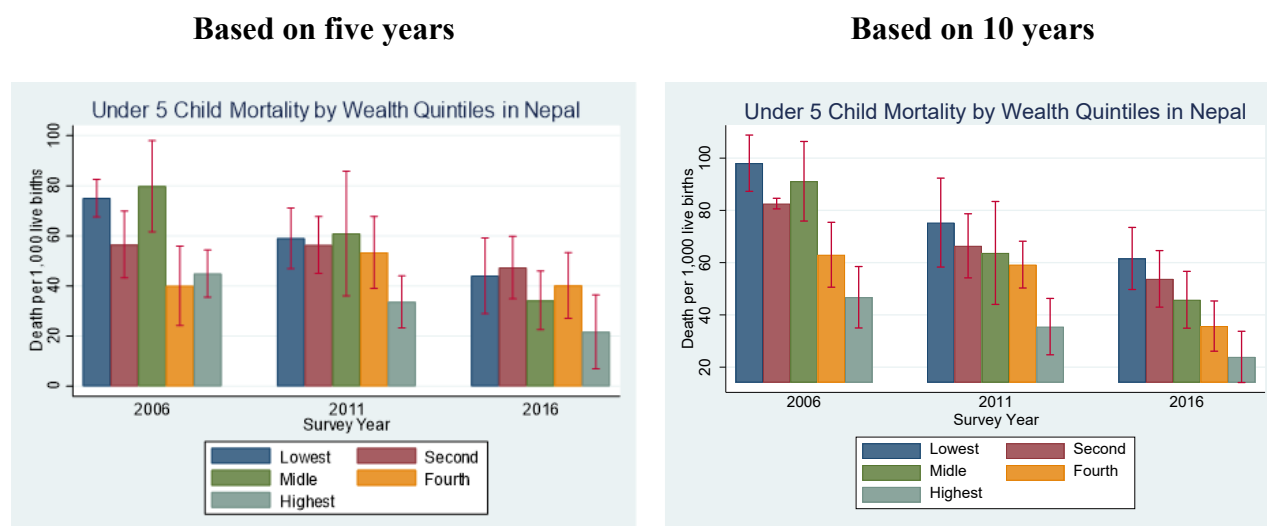 Based on five years
Under 5 Child Mortality by Wealth Quintiles in Nepal
Death per 1,000 live births
100
80
60
40
20
0
2006 2011 2016
Survey Year
Lowest Second
Midle Fourth
Highest
Based on 10 years
Under 5 Child Mortality by Wealth Quintiles in Nepal
Death per 1,000 live births
100
80
60
40
20
2006 2011 2016
Survey Year
Lowest Second
Midle Fourth
Highest